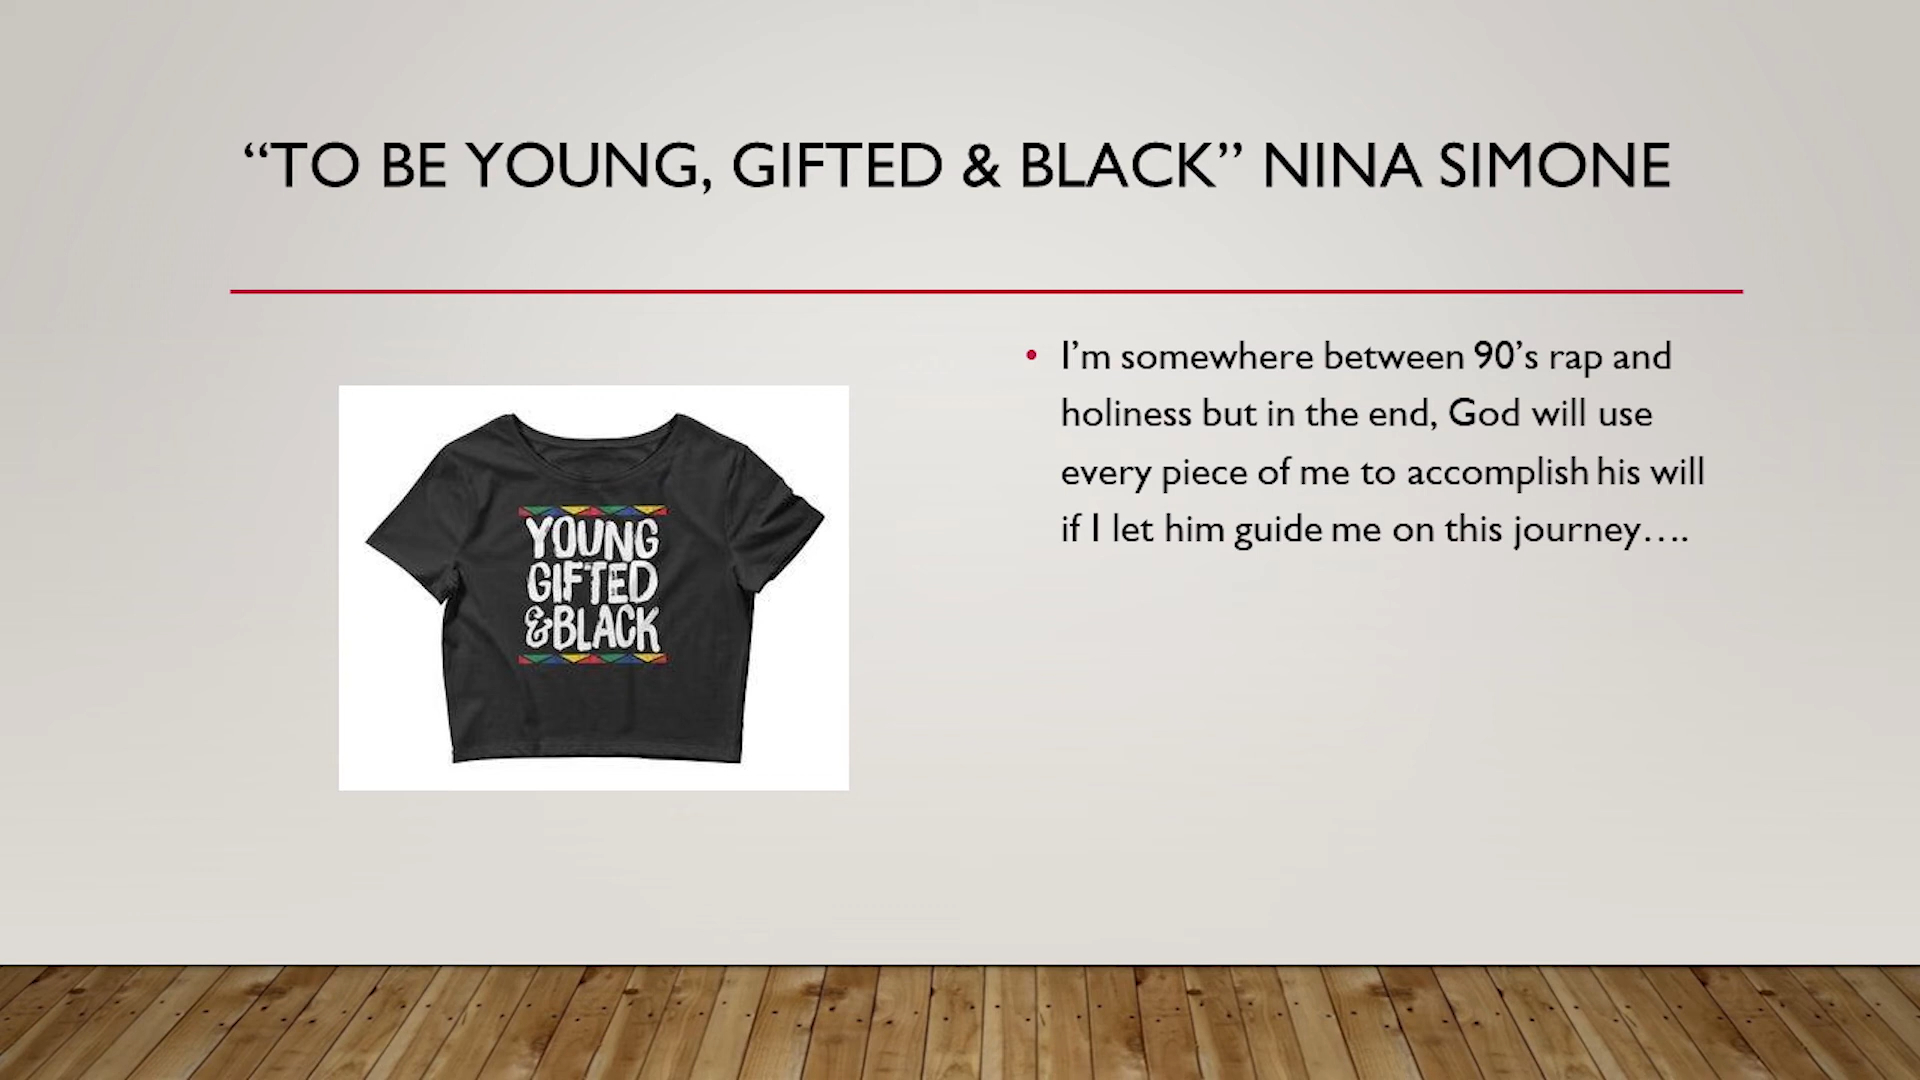 “TO BE YOUNG, GIFTED & BLACK” NINA SIMONE
YOUNG
GIFTED
&BLACK
• I’m somewhere between 90’s rap and
holiness but in the end, God will use
every piece of me to accomplish his will
if I let him guide me on this journey….